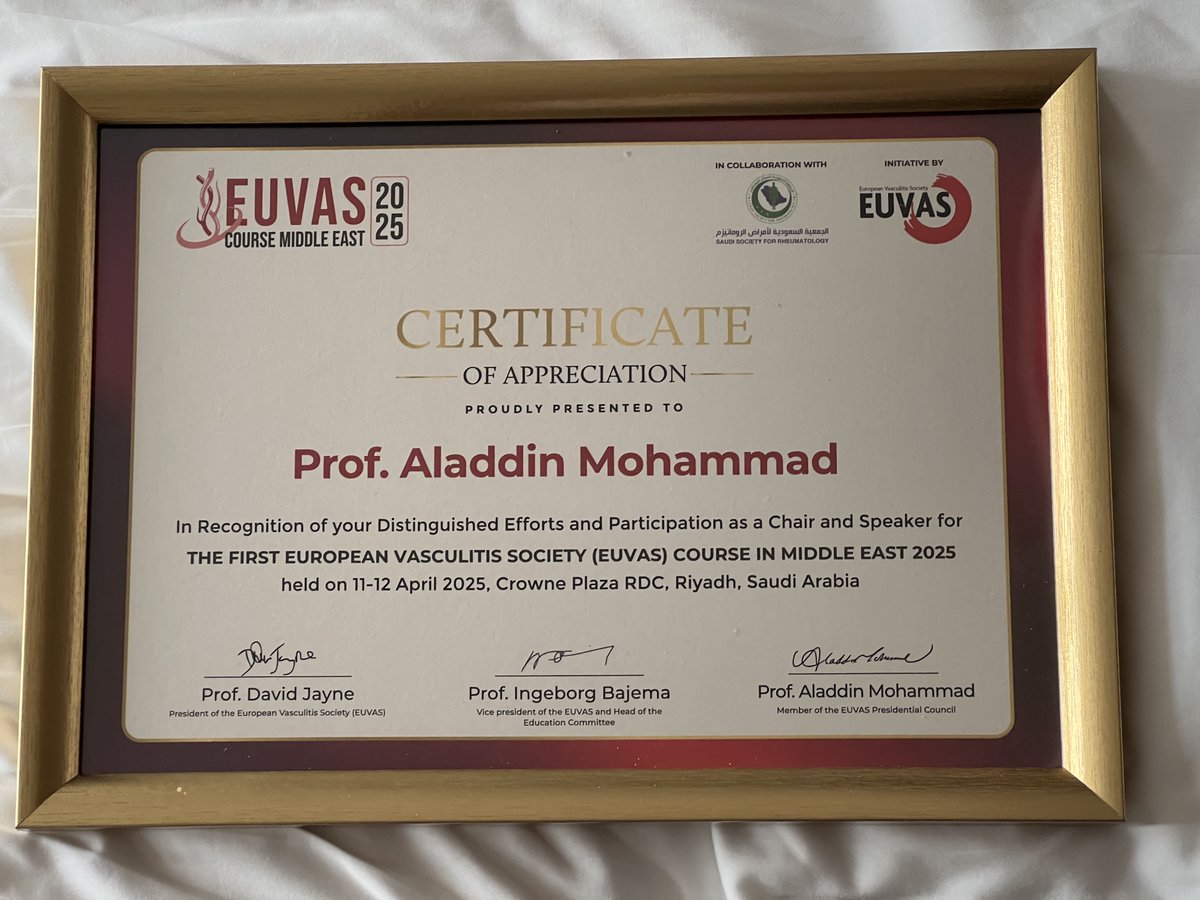 EUVAS
COURSE MIDDLE EAST
20
25
IN COLLABORATION WITH
الجمعية السعودية لأمراض الروماتيزم
SAUDI SOCIETY FOR RHEUMATOLOGY
INITIATIVE BY
European Vasculitis Society
EUVAS
CERTIFICATE
OF APPRECIATION
PROUDLY PRESENTED TO
Prof. Aladdin Mohammad
In Recognition of your Distinguished Efforts and Participation as a Chair and Speaker for
THE FIRST EUROPEAN VASCULITIS SOCIETY (EUVAS) COURSE IN MIDDLE EAST 2025
held on 11-12 April 2025, Crowne Plaza RDC, Riyadh, Saudi Arabia
Prof. David Jayne
President of the European Vasculitis Society (EUVAS)
Prof. Ingeborg Bajema
Vice president of the EUVAS and Head of the
Education Committee
Prof. Aladdin Mohammad
Member of the EUVAS Presidential Council